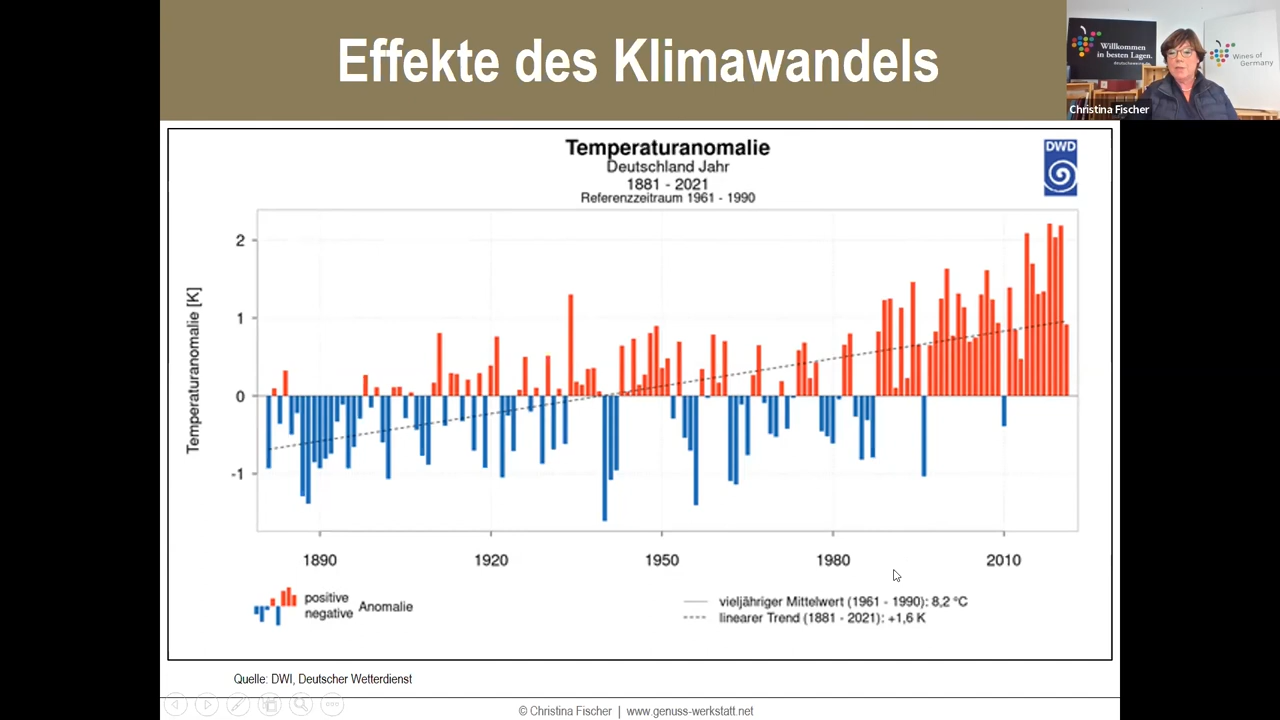 Effekte des Klimawandels
Willkommen
in besten Lagen.
Wines of
Germany
Christina Fischer
Temperaturanomalie
Deutschland Jahr
1881 - 2021
Referenzzeitraum 1961 - 1990
DWD
Temperaturanomalie [K]
2
1
0
-1
1890
1920
1950
1980
2010
positive
negative
Anomalie
vieljähriger Mittelwert (1961 - 1990): 8,2 °C
linearer Trend (1881 - 2021): +1,6 K
Quelle: DWI, Deutscher Wetterdienst
© Christina Fischer | www.genuss-werkstatt.net